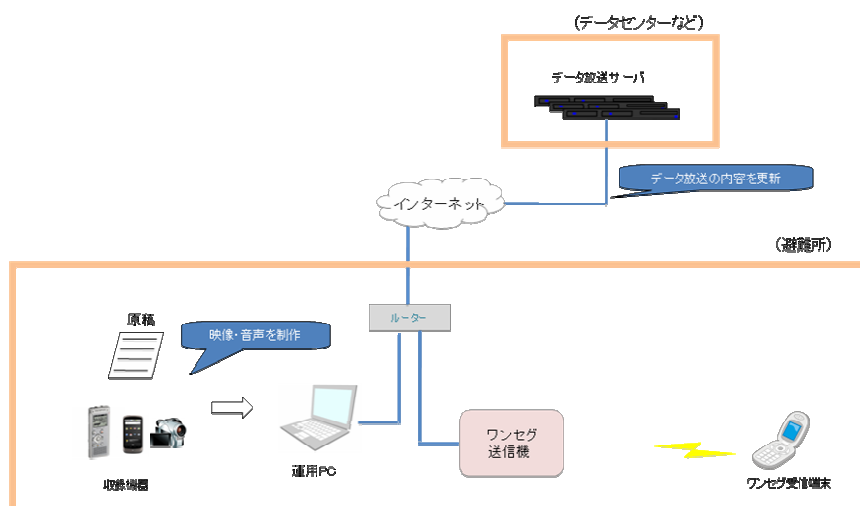 (データセンターなど)
データ放送サーバ
データ放送の内容を更新
インターネット
(避難所)
ルーター
原稿
映像・音声を制作
ワンセグ
送信機
運用PC
収録機器
ワンセグ受信端末